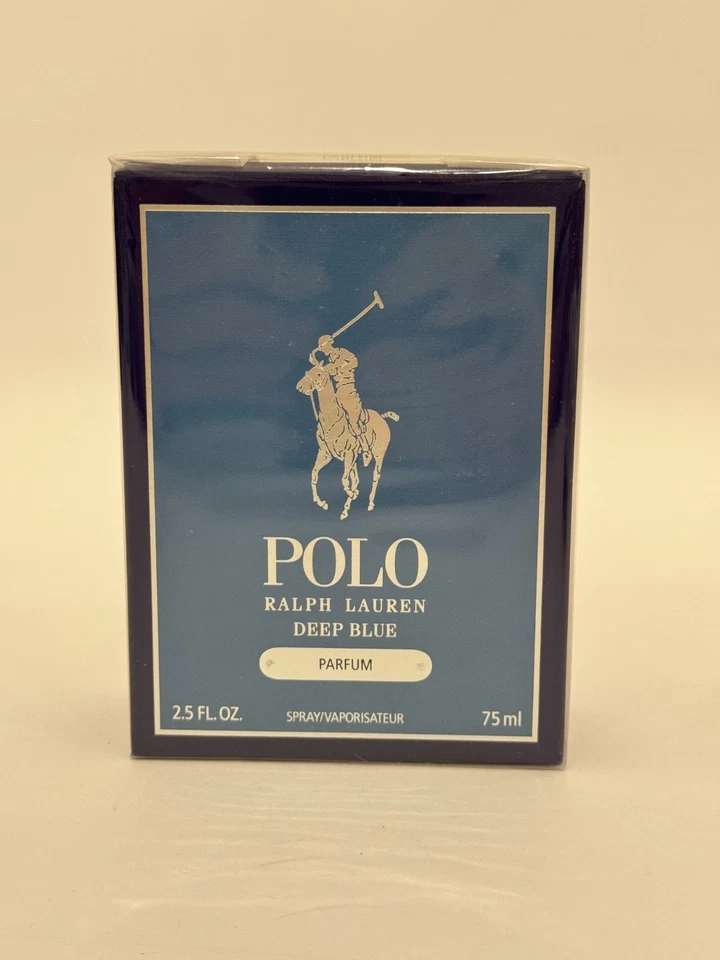 POLO
RALPH LAUREN
DEEP BLUE
PARFUM
2.5 FL. OZ. SPRAY/VAPORISATEUR 75 ml